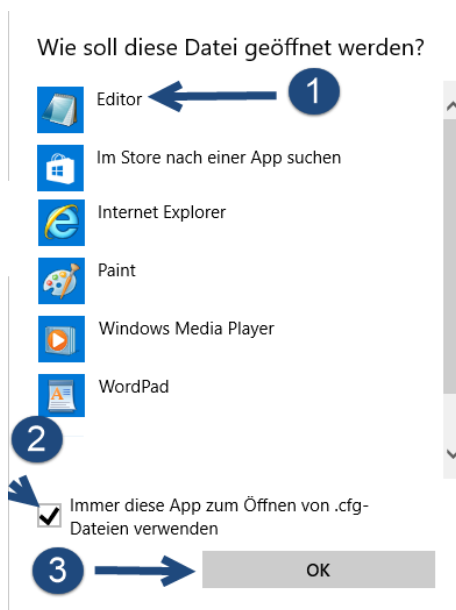 Wie soll diese Datei geöffnet werden?
Editor
1
Im Store nach einer App suchen
Internet Explorer
Paint
Windows Media Player
WordPad
2
Immer diese App zum Öffnen von .cfg-
Dateien verwenden
3
OK